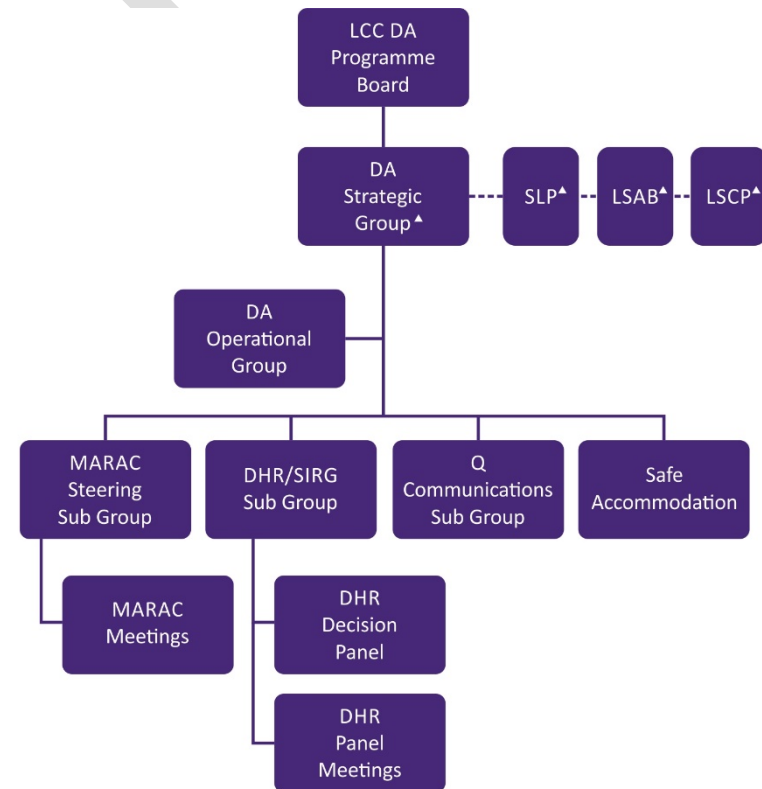 LCC DA
Programme
Board
DA
Strategic
Group▲
SLP▲
LSAB▲
LSCP▲
DA
Operational
Group
MARAC
Steering
Sub Group
DHR/SIRG
Sub Group
Q
Communications
Sub Group
Safe
Accommodation
MARAC
Meetings
DHR
Decision
Panel
DHR
Panel
Meetings